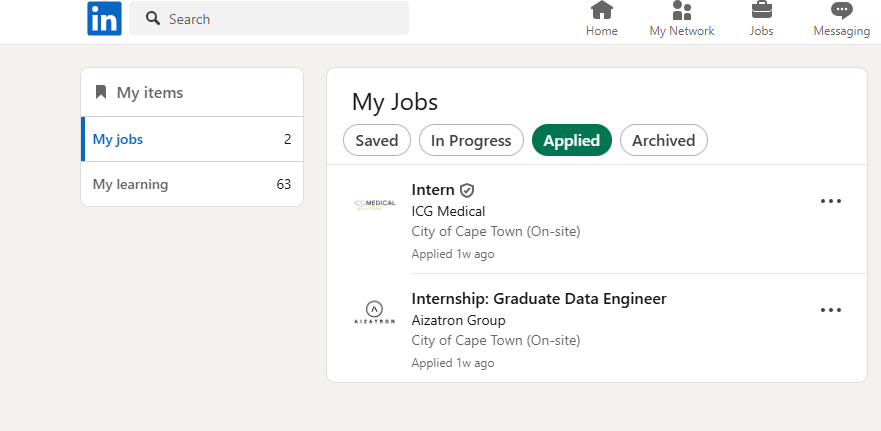 in
Search
Home
My Network
Jobs
Messaging
My items
My jobs 2
My learning 63
My Jobs
Saved In Progress Applied Archived
ICGMEDICAL
Intern
ICG Medical
City of Cape Town (On-site)
Applied 1w ago
AIZATRON
Internship: Graduate Data Engineer
Aizatron Group
City of Cape Town (On-site)
Applied 1w ago